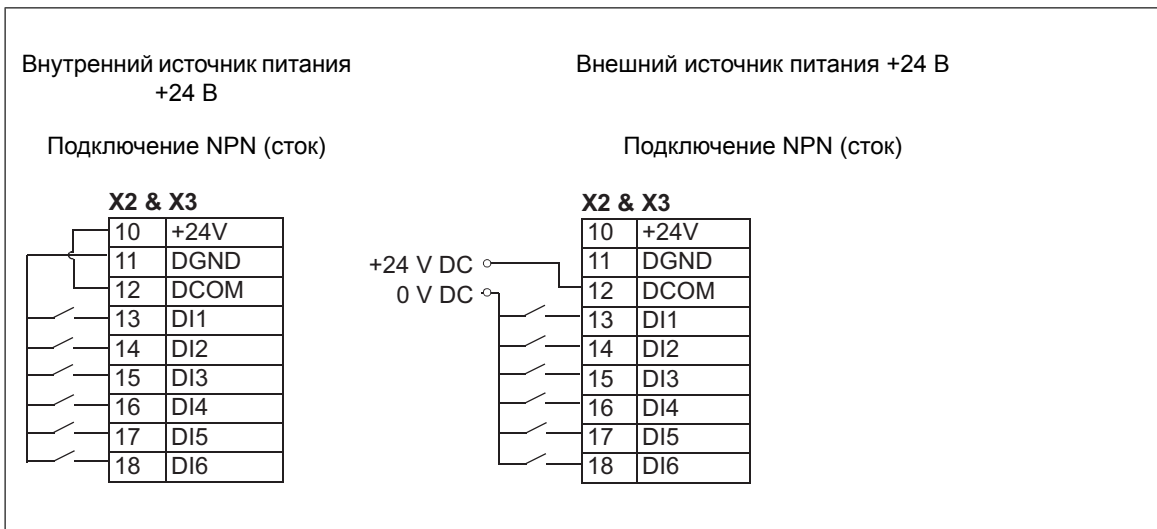 Внутренний источник питания
+24 В
Подключение NPN (сток)
X2 & X3
10 +24V
11 DGND
12 DCOM
13 DI1
14 DI2
15 DI3
16 DI4
17 DI5
18 DI6
Внешний источник питания +24 В
Подключение NPN (сток)
X2 & X3
+24 V DC
0 V DC
10 +24V
11 DGND
12 DCOM
13 DI1
14 DI2
15 DI3
16 DI4
17 DI5
18 DI6